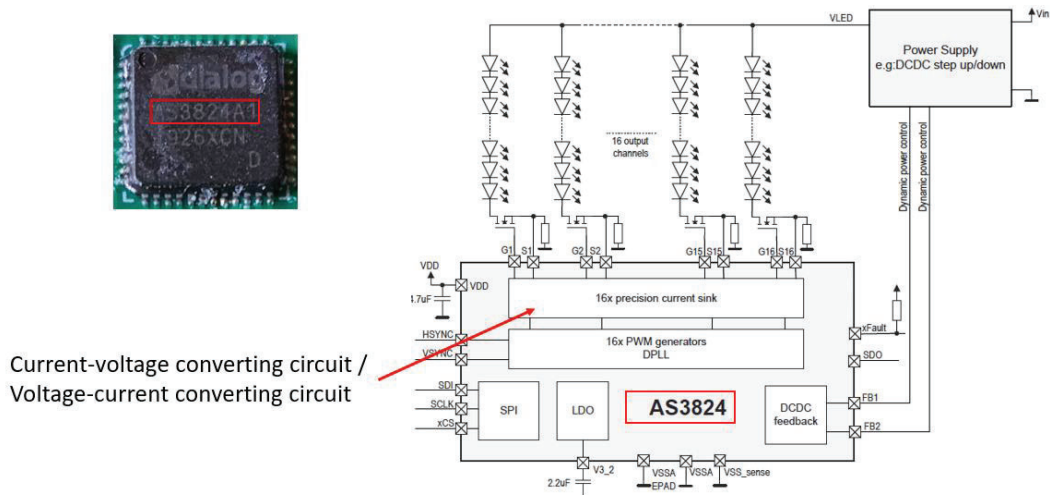 dialog
AS3824A1
926XCN
D
VLED
Vin
Power Supply
e.g:DCDC step up/down
16 output
channels
Dynamic power control
Dynamic power control
G1
S1
G2
S2
G15
S15
G16
S16
VDD
VDD
4.7uF
16x precision current sink
HSYNC
VSYNC
16x PWM generators
DPLL
xFault
SDO
Current-voltage converting circuit /
Voltage-current converting circuit
SDI
SCLK
xCS
SPI
LDO
AS3824
DCDC
feedback
FB1
FB2
V3_2
2.2uF
VSSA
EPAD
VSSA
VSS_sense